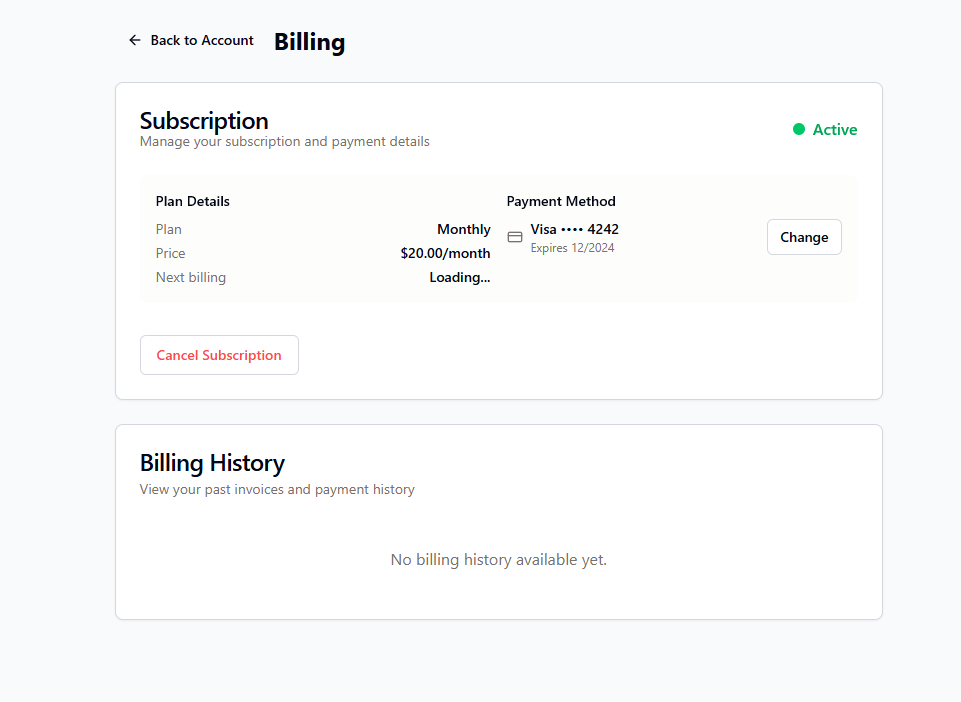 Back to Account Billing
Subscription
Manage your subscription and payment details
Active
Plan Details
Plan Monthly
Price $20.00/month
Next billing Loading...
Payment Method
Visa •••• 4242
Expires 12/2024
Change
Cancel Subscription
Billing History
View your past invoices and payment history
No billing history available yet.